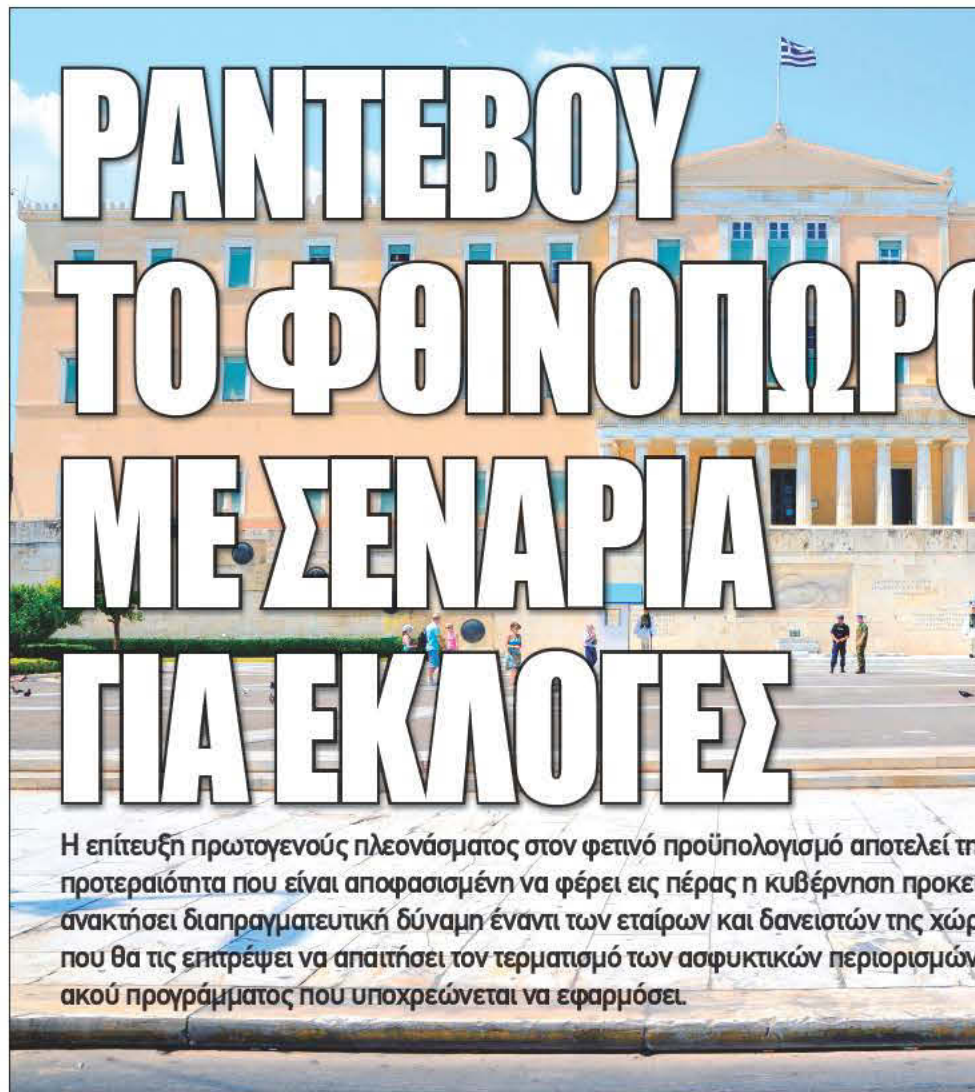 ΡΑΝΤΕΒΟΥ
ΤΟ ΦΘΙΝΟΠΩΡΟ
ΜΕ ΣΕΝΑΡΙΑ
ΓΙΑ ΕΚΛΟΓΕΣ
Η επίτευξη πρωτογενούς πλεονάσματος στον φετινό προϋπολογισμό αποτελεί τη
προτεραιότητα που είναι αποφασισμένη να φέρει εις πέρας η κυβέρνηση προκε
ανακτήσει διαπραγματευτική δύναμη έναντι των εταίρων και δανειστών της χώρ
που θα τις επιτρέψει να απαιτήσει τον τερματισμό των ασφυκτικών περιορισμών
ακού προγράμματος που υποχρεώνεται να εφαρμόσει.